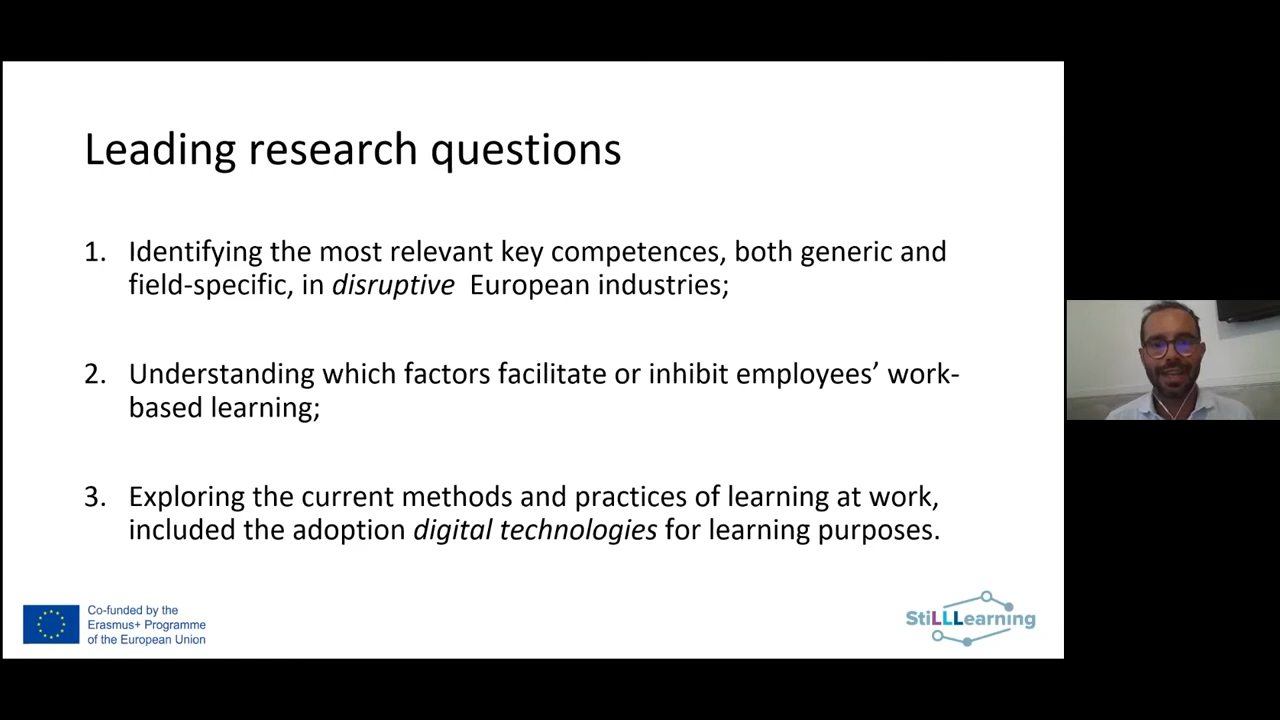 Leading research questions
1. Identifying the most relevant key competences, both generic and
field-specific, in disruptive European industries;
2. Understanding which factors facilitate or inhibit employees’ work-
based learning;
3. Exploring the current methods and practices of learning at work,
included the adoption digital technologies for learning purposes.
Co-funded by the
Erasmus+ Programme
of the European Union
StiLLLearning